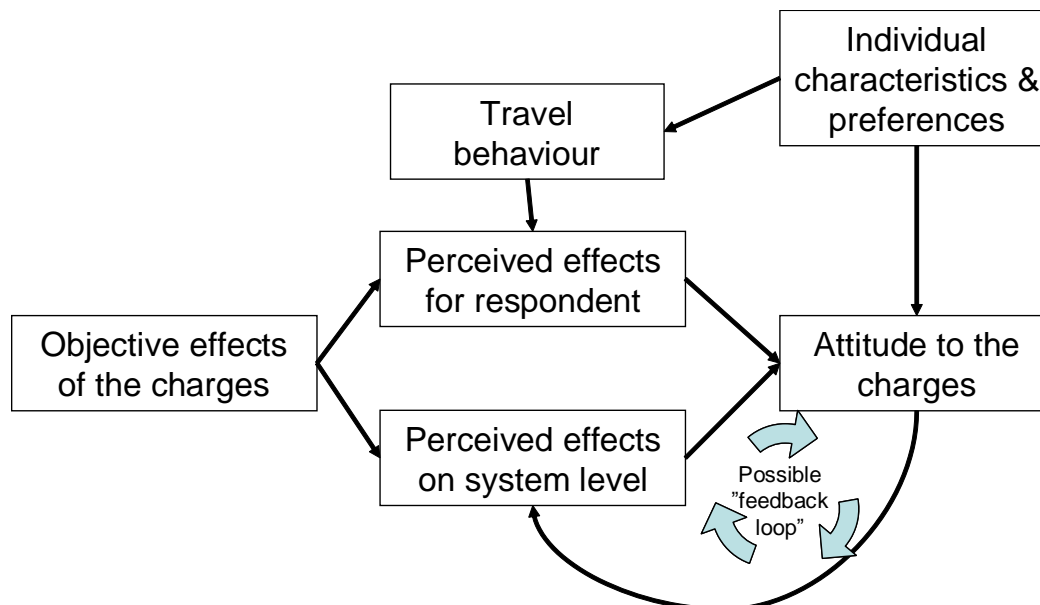 Individual
characteristics &
preferences
Travel
behaviour
Perceived effects
for respondent
Objective effects
of the charges
Attitude to the
charges
Perceived effects
on system level
Possible
”feedback
loop”